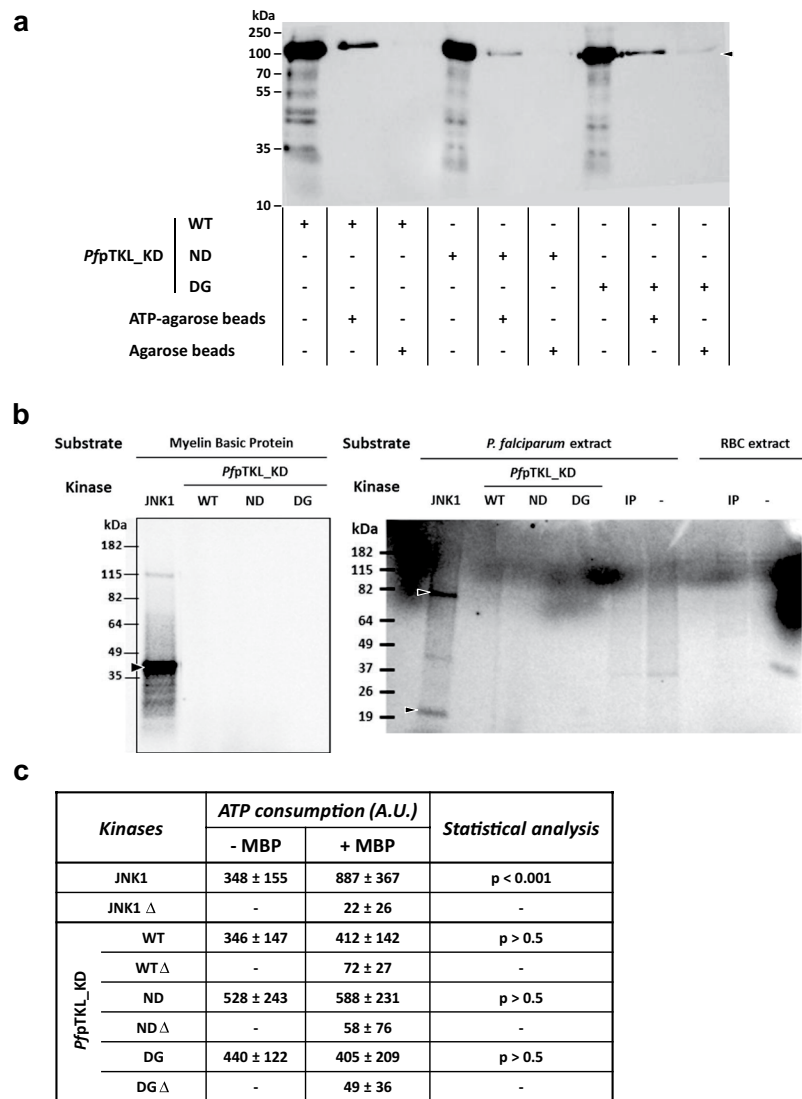 a
kDa
250
100
70
55
35
10
WT + + + - - - - - -
PfpTKL_KD ND - - - + + + - - -
DG - - - - - - + + +
ATP-agarose beads - + - - + - - + -
Agarose beads - - + - - + - - +
b
Substrate Myelin Basic Protein
PfpTKL_KD
Kinase JNK1 WT ND DG
kDa
182
115
82
64
49
35
Substrate P. falciparum extract RBC extract
PfpTKL_KD
Kinase JNK1 WT ND DG IP - IP -
kDa
182
115
82
64
49
37
26
19
c
Kinases ATP consumption (A.U.) Statistical analysis
- MBP + MBP
JNK1 348 ± 155 887 ± 367 p < 0.001
JNK1 Δ - 22 ± 26 -
PfpTKL_KD
WT 346 ± 147 412 ± 142 p > 0.5
WT Δ - 72 ± 27 -
ND 528 ± 243 588 ± 231 p > 0.5
ND Δ - 58 ± 76 -
DG 440 ± 122 405 ± 209 p > 0.5
DG Δ - 49 ± 36 -